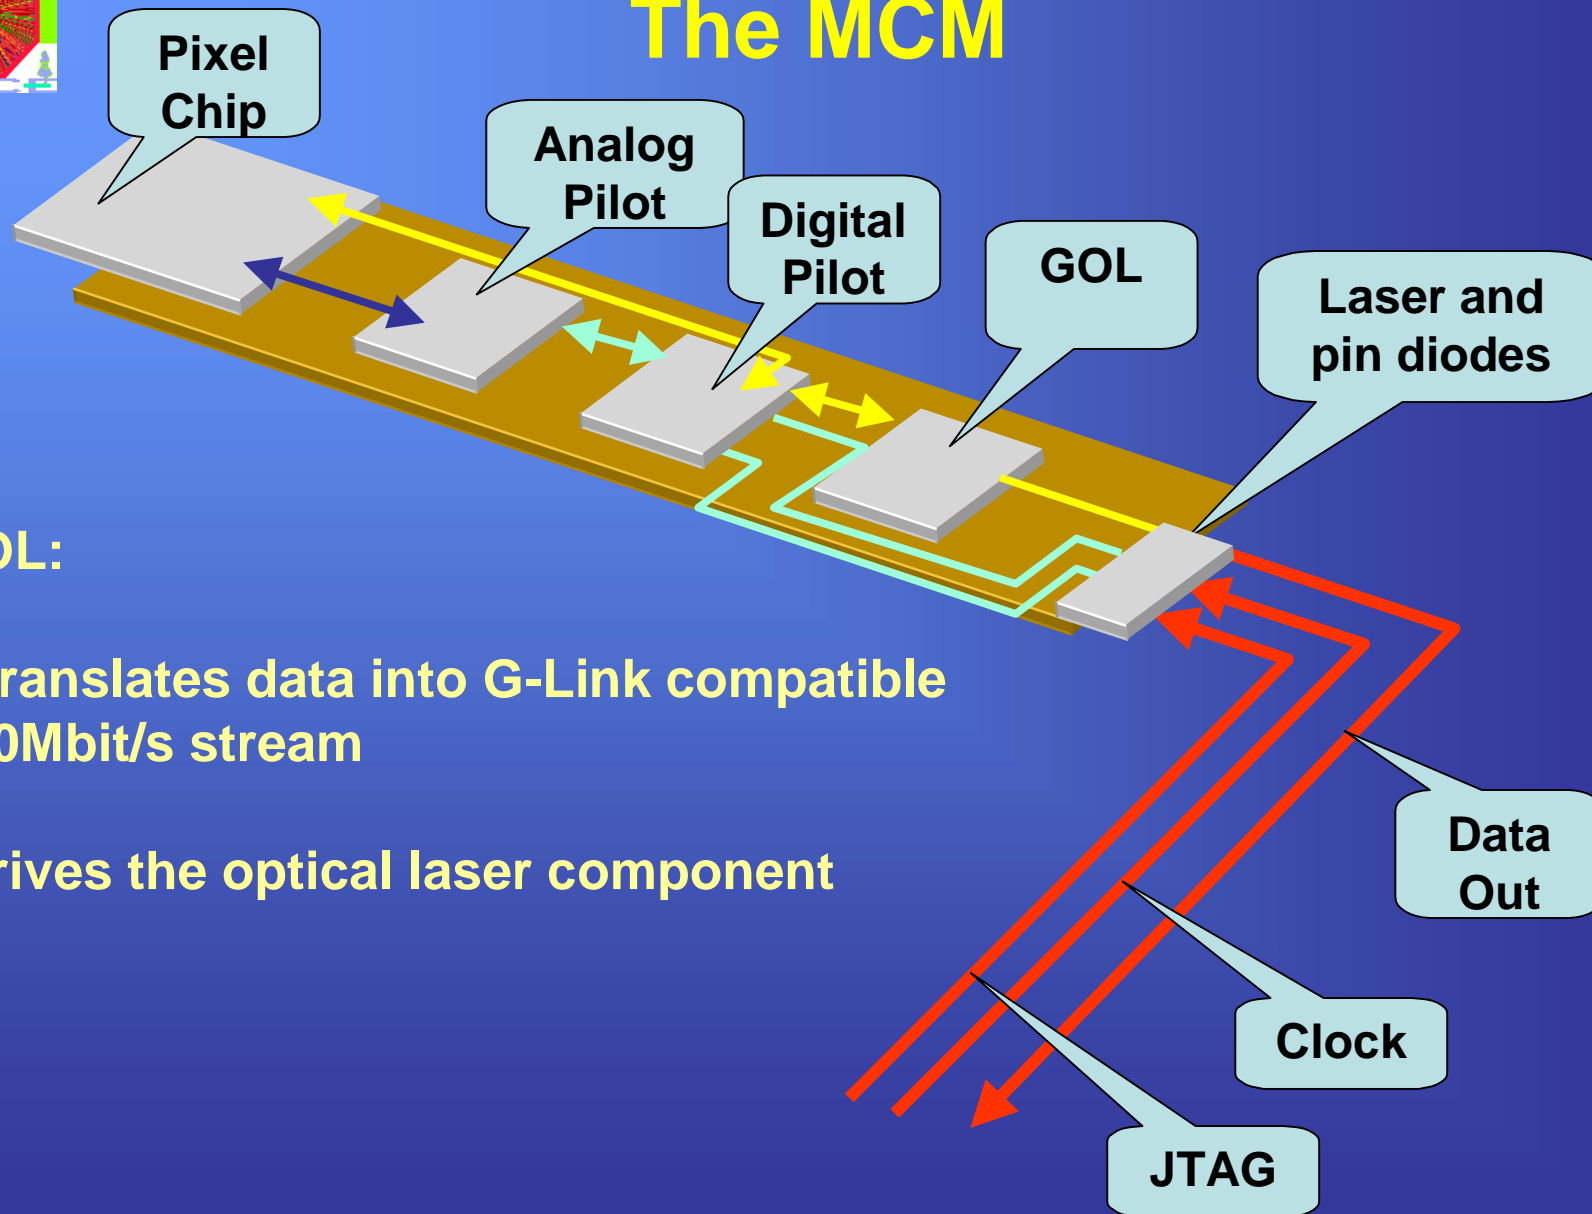 The MCM
Pixel
Chip
Analog
Pilot
Digital
Pilot
GOL
Laser and
pin diodes
OL:
ranslates data into G-Link compatible
0Mbit/s stream
rives the optical laser component
Data
Out
Clock
JTAG